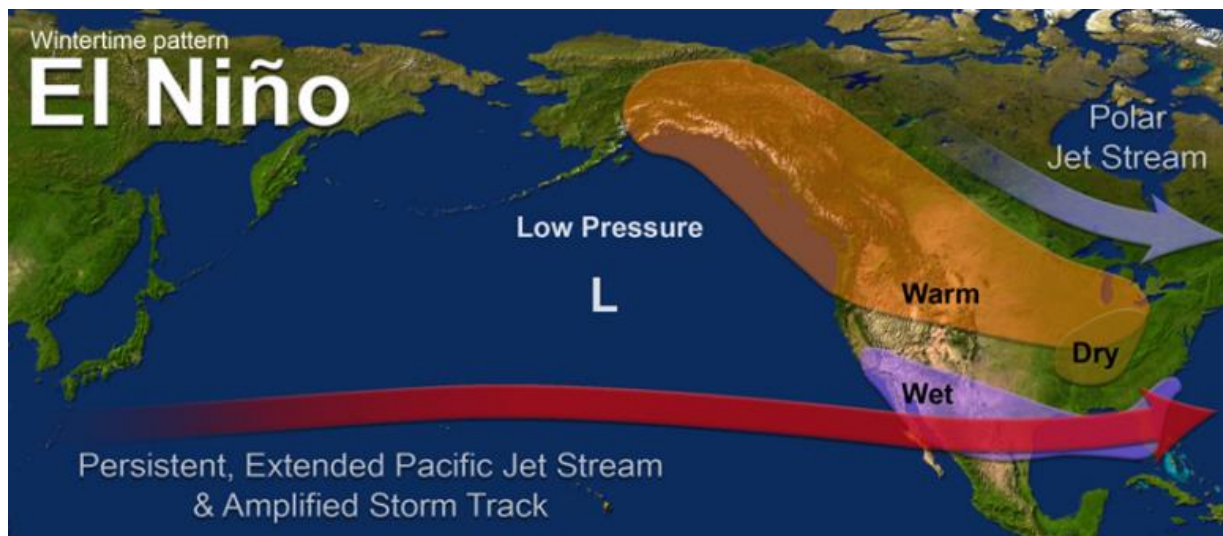 Wintertime pattern
El Niño
Polar
Jet Stream
Low Pressure
L
Warm
Dry
Wet
Persistent, Extended Pacific Jet Stream
& Amplified Storm Track